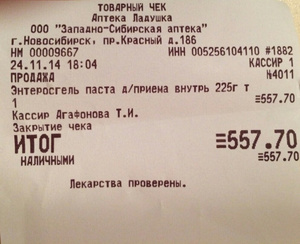 ТОВАРНЫЙ ЧЕК
Аптека Ладушка
ООО "Западно-Сибирская аптека"
г.Новосибирск, пр.Красный д.186
НМ 00009667 ИНН 005256104110 #1882
24.11.14 18:04 КАССИР 1
ПРОДАЖА №4011
Энтеросгель паста д/приена внутрь 225г т
1 ≡557.70
Кассир Агафонова Т.И.
Закрытие чека
ИТОГ ≡557.70
НАЛИЧНЫМИ ≡557.70
Лекарства проверены.